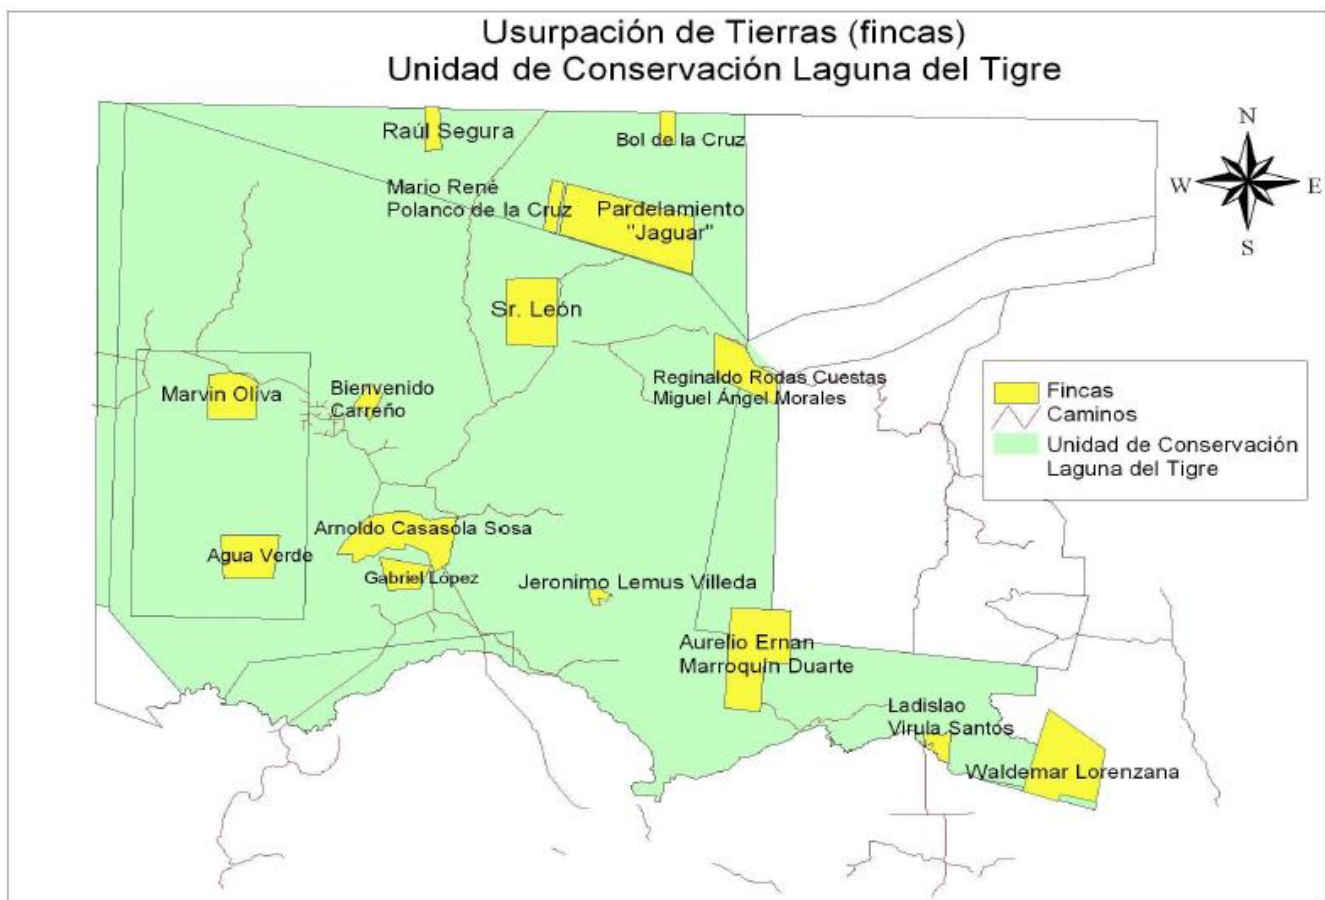 Usurpación de Tierras (fincas)
Unidad de Conservación Laguna del Tigre
N
W
E
S
Raúl Segura
Bol de la Cruz
Mario René
Polanco de la Cruz
Pardelamiento
"Jaguar"
Sr. León
Marvin Oliva
Bienvenido
Carreño
Reginaldo Rodas Cuestas
Miguel Ángel Morales
Fincas
Caminos
Unidad de Conservación
Laguna del Tigre
Arnoldo Casasola Sosa
Agua Verde
Gabriel López
Jeronimo Lemus Villeda
Aurelio Ernan
Marroquín Duarte
Ladislao
Virula Santos
Waldemar Lorenzana